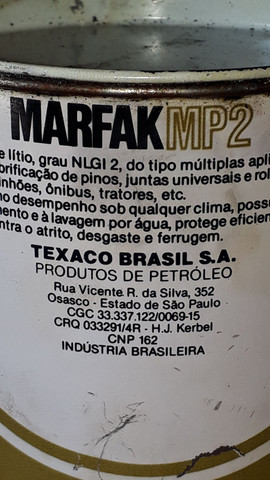 MARFAK MP2
e lítio, grau NLGI 2, do tipo múltiplas apli
brificação de pinos, juntas universais e rol
inhões, ônibus, tratores, etc.
no desempenho sob qualquer clima, possu
mento e à lavagem por água, protege eficien
ntra o atrito, desgaste e ferrugem.
TEXACO BRASIL S.A.
PRODUTOS DE PETRÓLEO
Rua Vicente R. da Silva, 352
Osasco - Estado de São Paulo
CGC 33.337.122/0069-15
CRQ 033291/4R - H.J. Kerbel
CNP 162
INDÚSTRIA BRASILEIRA